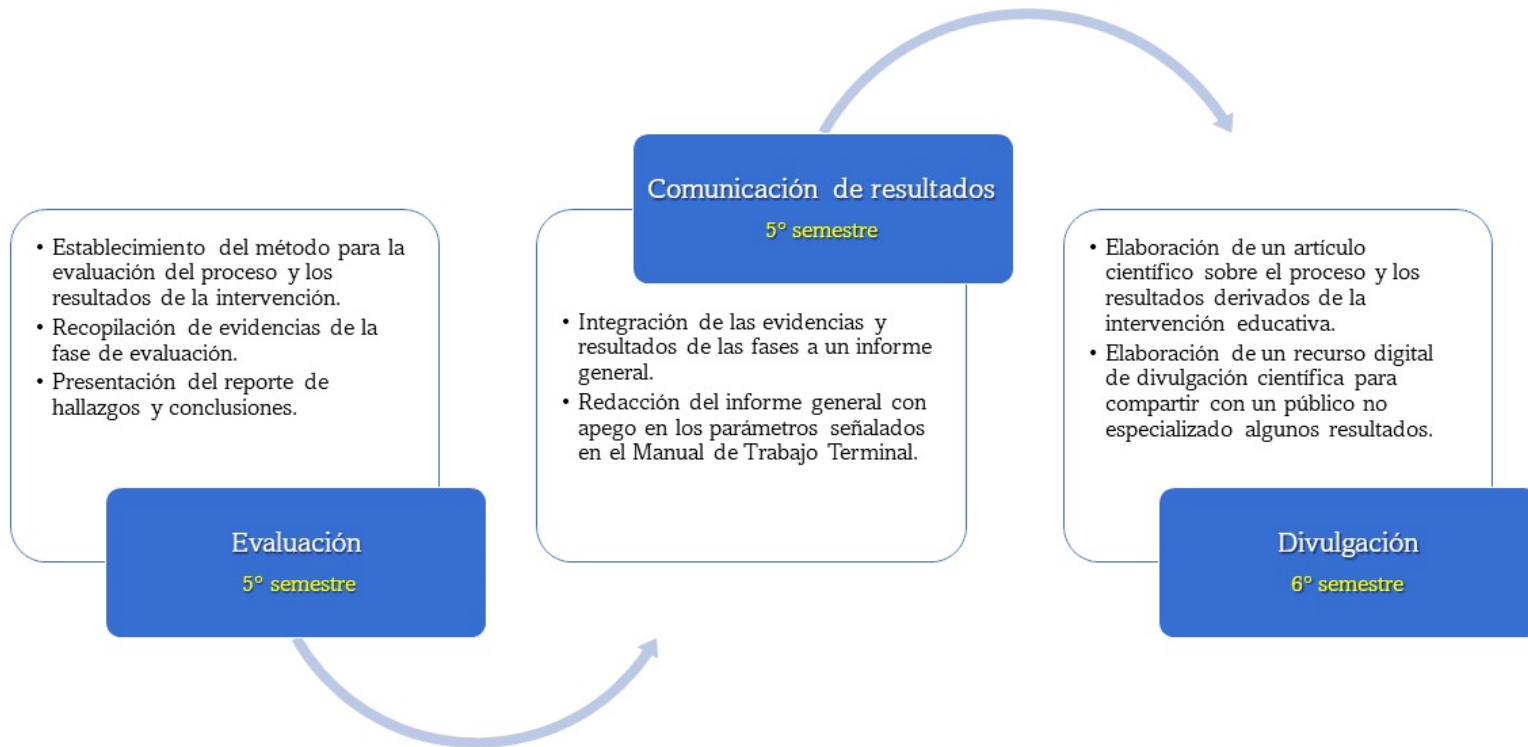 • Establecimiento del método para la
evaluación del proceso y los
resultados de la intervención.
• Recopilación de evidencias de la
fase de evaluación.
• Presentación del reporte de
hallazgos y conclusiones.
Evaluación
5° semestre
Comunicación de resultados
5° semestre
• Integración de las evidencias y
resultados de las fases a un informe
general.
• Redacción del informe general con
apego en los parámetros señalados
en el Manual de Trabajo Terminal.
• Elaboración de un artículo
científico sobre el proceso y los
resultados derivados de la
intervención educativa.
• Elaboración de un recurso digital
de divulgación científica para
compartir con un público no
especializado algunos resultados.
Divulgación
6° semestre